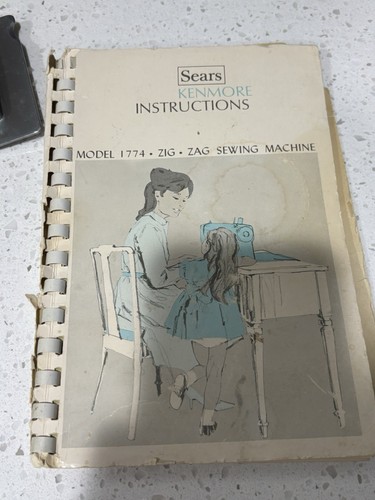 Sears
KENMORE
INSTRUCTIONS
MODEL 1774 • ZIG • ZAG SEWING MACHINE